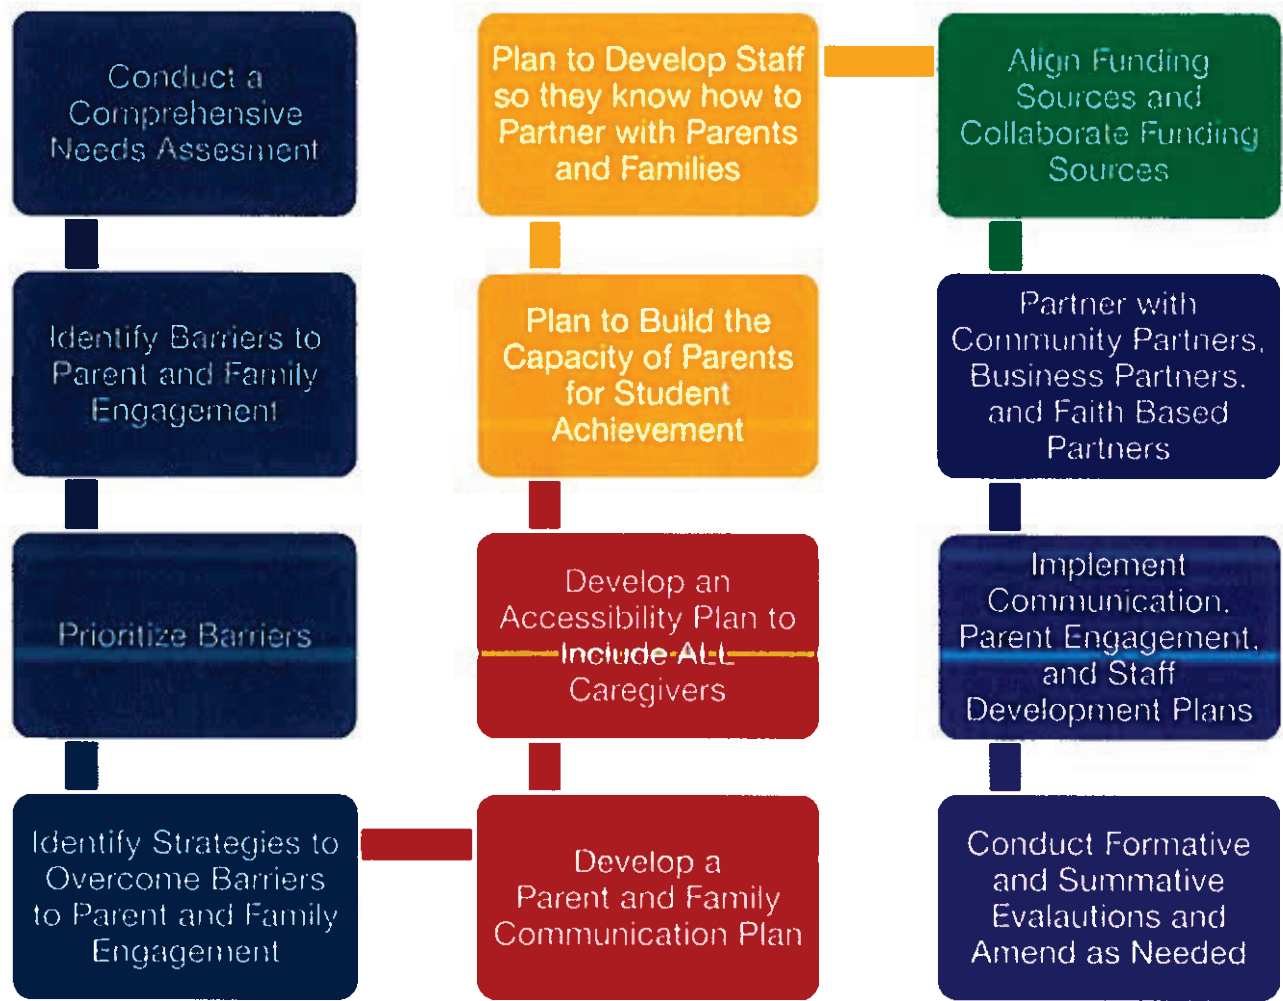 Conduct a
Comprehensive
Needs Assesment
Identify Barriers to
Parent and Family
Engagement
Prioritize Barriers
Identify Strategies to
Overcome Barriers
to Parent and Family
Engagement
Develop a
Parent and Family
Communication Plan
Develop an
Accessibility Plan to
Include ALL
Caregivers
Plan to Build the
Capacity of Parents
for Student
Achievement
Plan to Develop Staff
so they know how to
Partner with Parents
and Families
Align Funding
Sources and
Collaborate Funding
Sources
Partner with
Community Partners,
Business Partners,
and Faith Based
Partners
Implement
Communication,
Parent Engagement,
and Staff
Development Plans
Conduct Formative
and Summative
Evalautions and
Amend as Needed